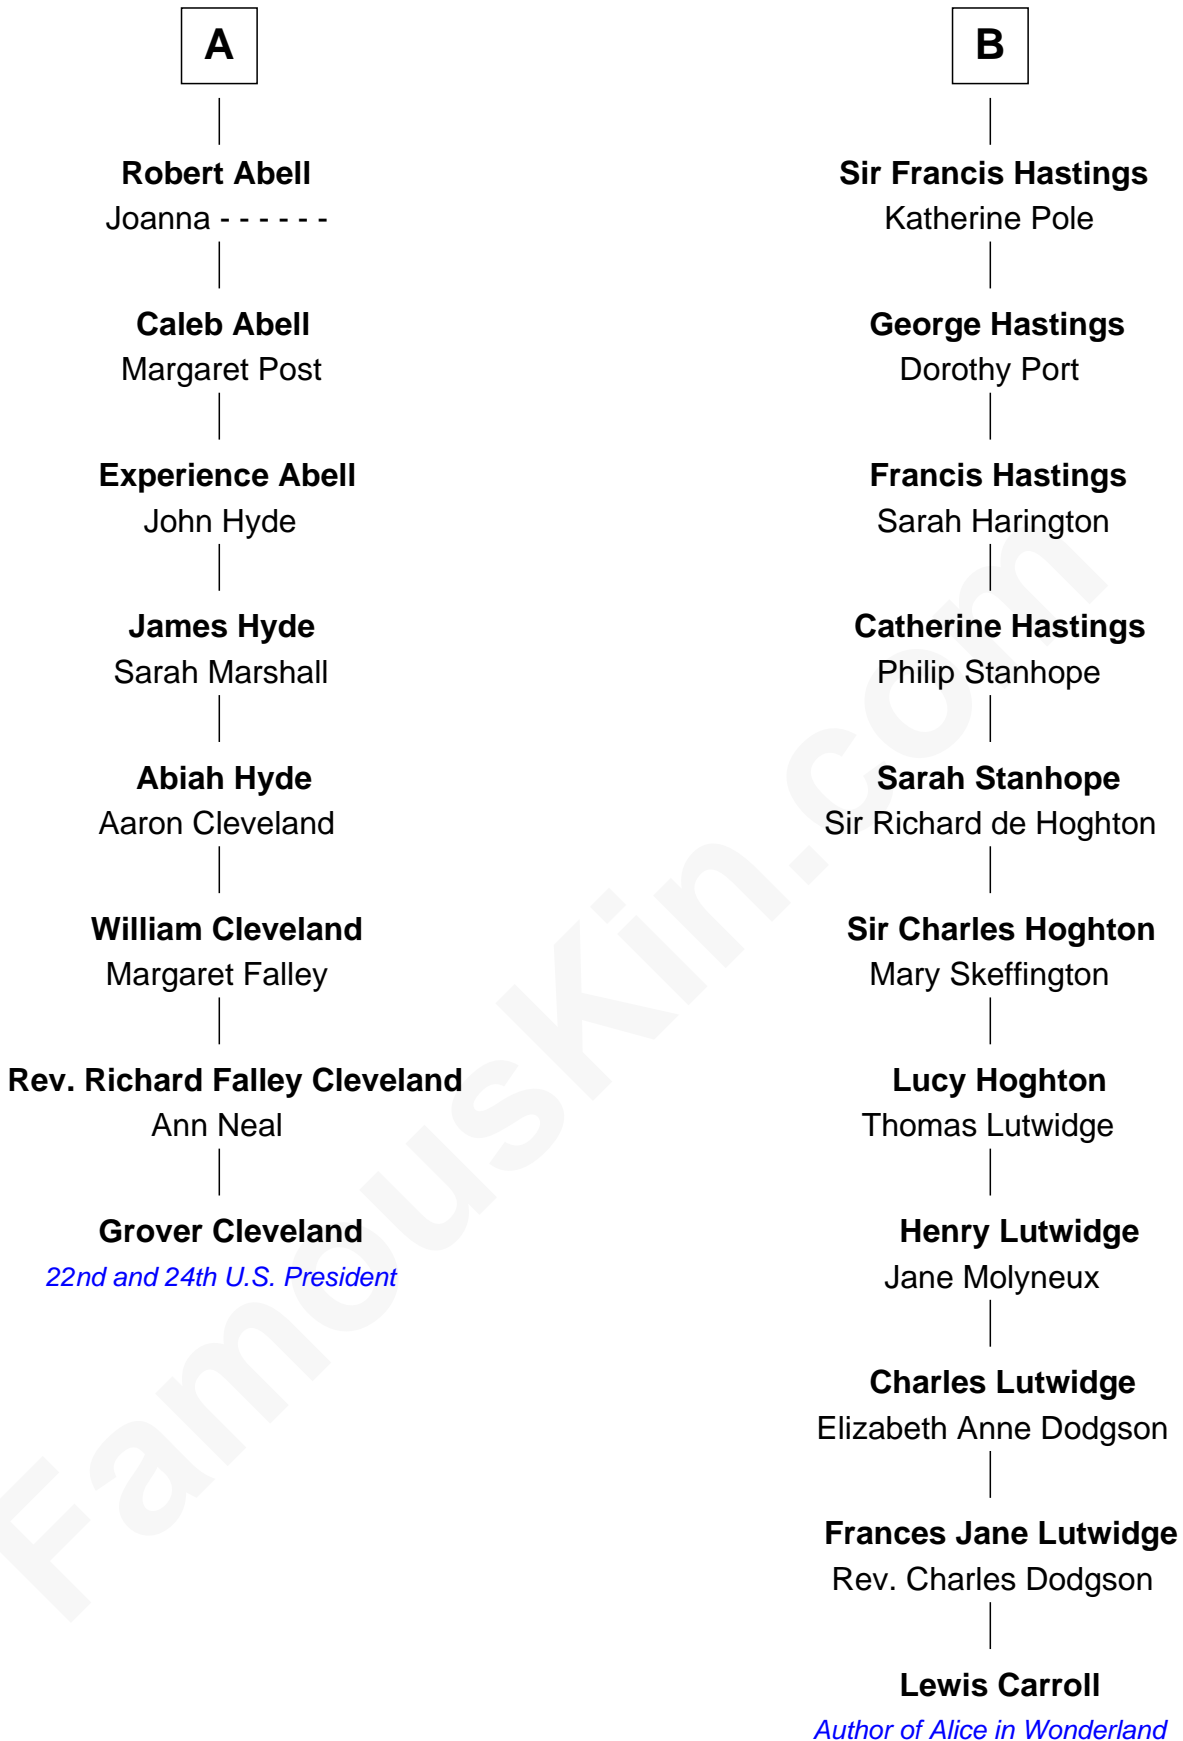 A
Robert Abell
Joanna - - - - - -
Caleb Abell
Margaret Post
Experience Abell
John Hyde
James Hyde
Sarah Marshall
Abiah Hyde
Aaron Cleveland
William Cleveland
Margaret Falley
Rev. Richard Falley Cleveland
Ann Neal
Grover Cleveland
22nd and 24th U.S. President
B
Sir Francis Hastings
Katherine Pole
George Hastings
Dorothy Port
Francis Hastings
Sarah Harington
Catherine Hastings
Philip Stanhope
Sarah Stanhope
Sir Richard de Hoghton
Sir Charles Hoghton
Mary Skeffington
Lucy Hoghton
Thomas Lutwidge
Henry Lutwidge
Jane Molyneux
Charles Lutwidge
Elizabeth Anne Dodgson
Frances Jane Lutwidge
Rev. Charles Dodgson
Lewis Carroll
Author of Alice in Wonderland
FamousKin.com